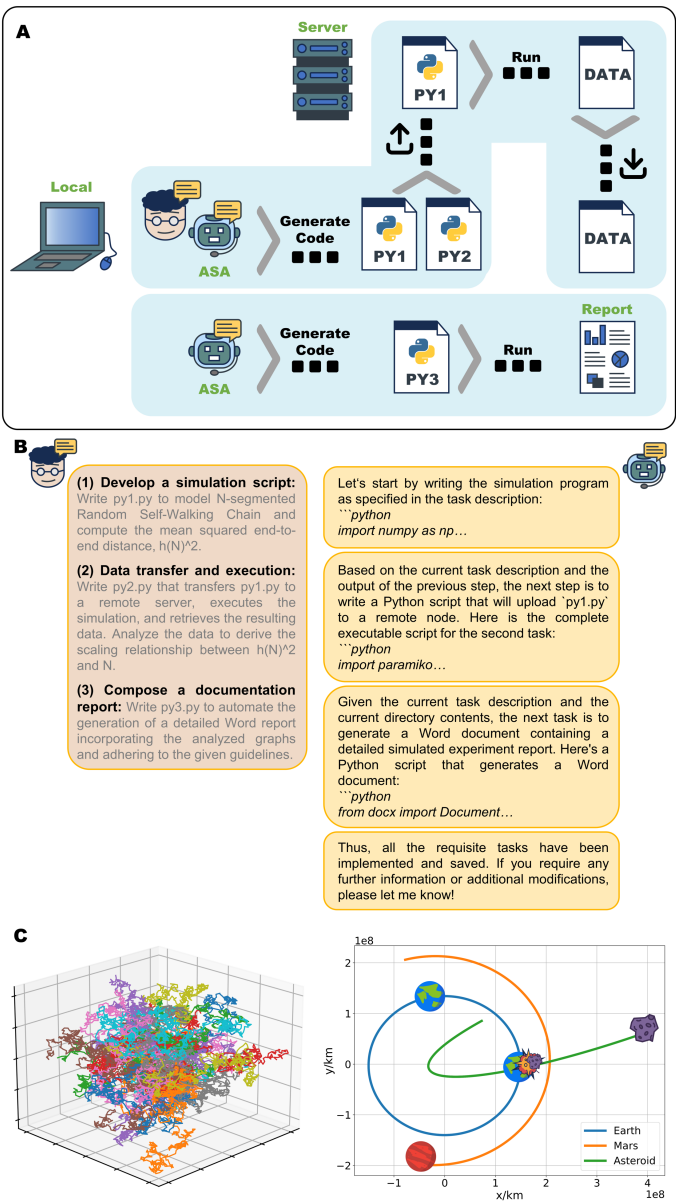 A
Server
PY1
Run
DATA
Local
ASA
Generate
Code
PY1
PY2
DATA
ASA
Generate
Code
PY3
Run
Report
B
(1) Develop a simulation script:
Write py1.py to model N-segmented
Random Self-Walking Chain and
compute the mean squared end-to-
end distance, h(N)^2.
(2) Data transfer and execution:
Write py2.py that transfers py1.py to
a remote server, executes the
simulation, and retrieves the resulting
data. Analyze the data to derive the
scaling relationship between h(N)^2
and N.
(3) Compose a documentation
report: Write py3.py to automate the
generation of a detailed Word report
incorporating the analyzed graphs
and adhering to the given guidelines.
Let's start by writing the simulation program
as specified in the task description:
```python
import numpy as np…
Based on the current task description and the
output of the previous step, the next step is to
write a Python script that will upload `py1.py`
to a remote node. Here is the complete
executable script for the second task:
```python
import paramiko…
Given the current task description and the
current directory contents, the next task is to
generate a Word document containing a
detailed simulated experiment report. Here's a
Python script that generates a Word
document:
```python
from docx import Document…
Thus, all the requisite tasks have been
implemented and saved. If you require any
further information or additional modifications,
please let me know!
C
1e8
2
1
0
−1
−2
y/km
−1
0
1
2
3
4
x/km
1e8
Earth
Mars
Asteroid